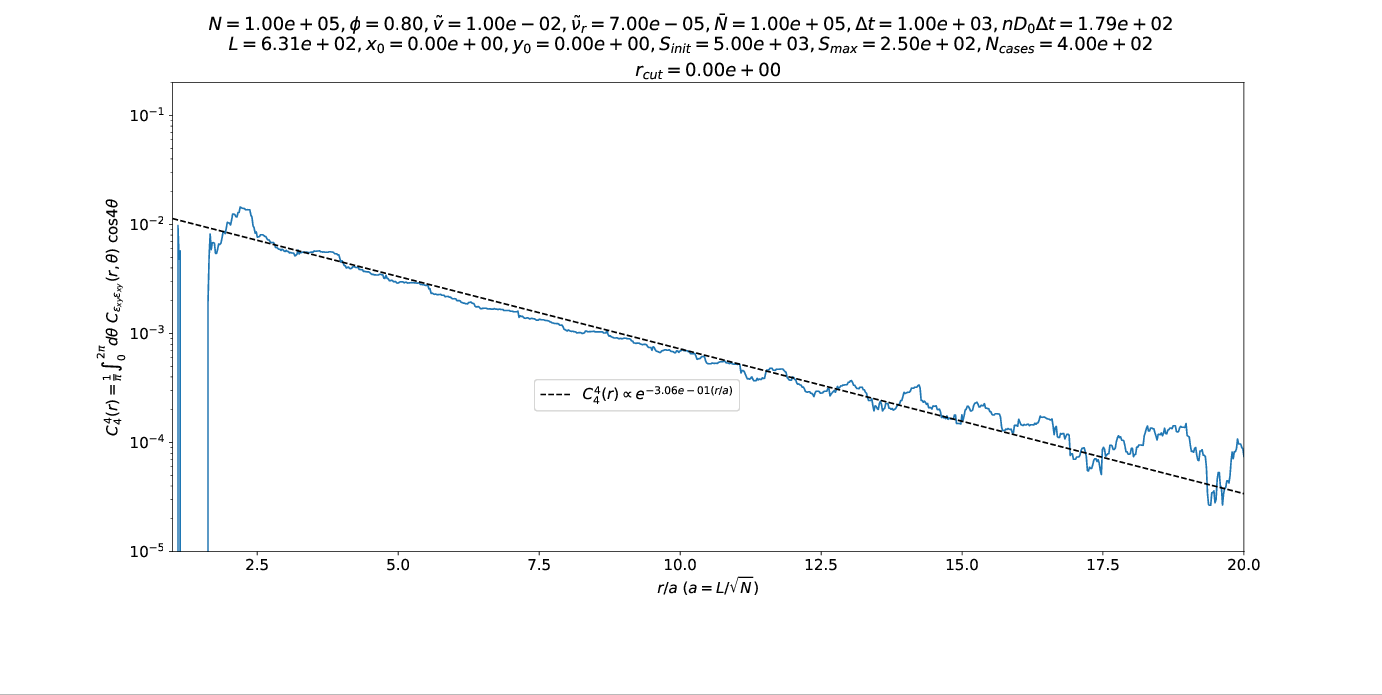 N = 1.00e + 05, ϕ = 0.80, ṽ = 1.00e − 02, ν̃_r = 7.00e − 05, N̄ = 1.00e + 05, Δt = 1.00e + 03, nD_0Δt = 1.79e + 02
L = 6.31e + 02, x_0 = 0.00e + 00, y_0 = 0.00e + 00, S_init = 5.00e + 03, S_max = 2.50e + 02, N_cases = 4.00e + 02
r_cut = 0.00e + 00
C_4^4(r) = 1/π ∫_0^{2π} dθ C_{ε_xy ε_xy}(r, θ) cos4θ
10^{−1}
10^{−2}
10^{−3}
10^{−4}
10^{−5}
C_4^4(r) ∝ e^{−3.06e−01(r/a)}
2.5 5.0 7.5 10.0 12.5 15.0 17.5 20.0
r/a (a = L/√N)